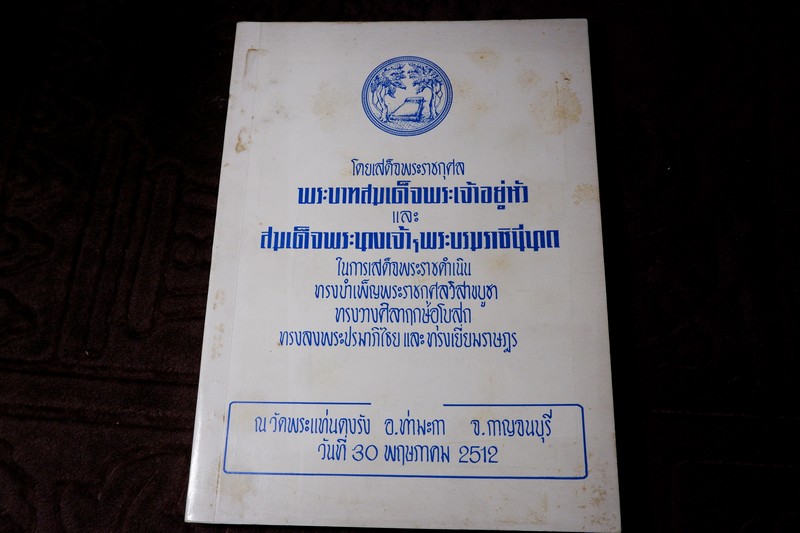 โดยเสด็จพระราชกุศล
พระบาทสมเด็จพระเจ้าอยู่หัว
และ
สมเด็จพระนางเจ้าฯพระบรมราชินีนาถ
ในการเสด็จพระราชดำเนิน
ทรงบำเพ็ญพระราชกุศลวิสาขบูชา
ทรงวางศิลาฤกษ์อุโบสถ
ทรงสงฆ์พระปรมาภิไธย และทรงเยี่ยมราษฎร
ณ วัดพระแท่นดงรัง อ.ท่ามะกา จ.กาญจนบุรี
วันที่ 30 พฤษภาคม 2512